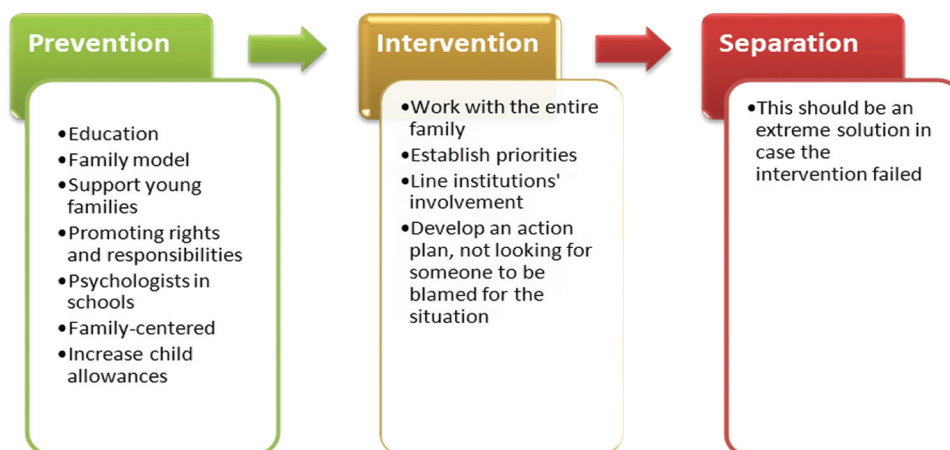 Prevention
•Education
•Family model
•Support young
families
•Promoting rights
and responsibilities
•Psychologists in
schools
•Family-centered
•Increase child
allowances
Intervention
•Work with the entire
family
•Establish priorities
•Line institutions'
involvement
•Develop an action
plan, not looking for
someone to be
blamed for the
situation
Separation
•This should be an
extreme solution in
case the
intervention failed